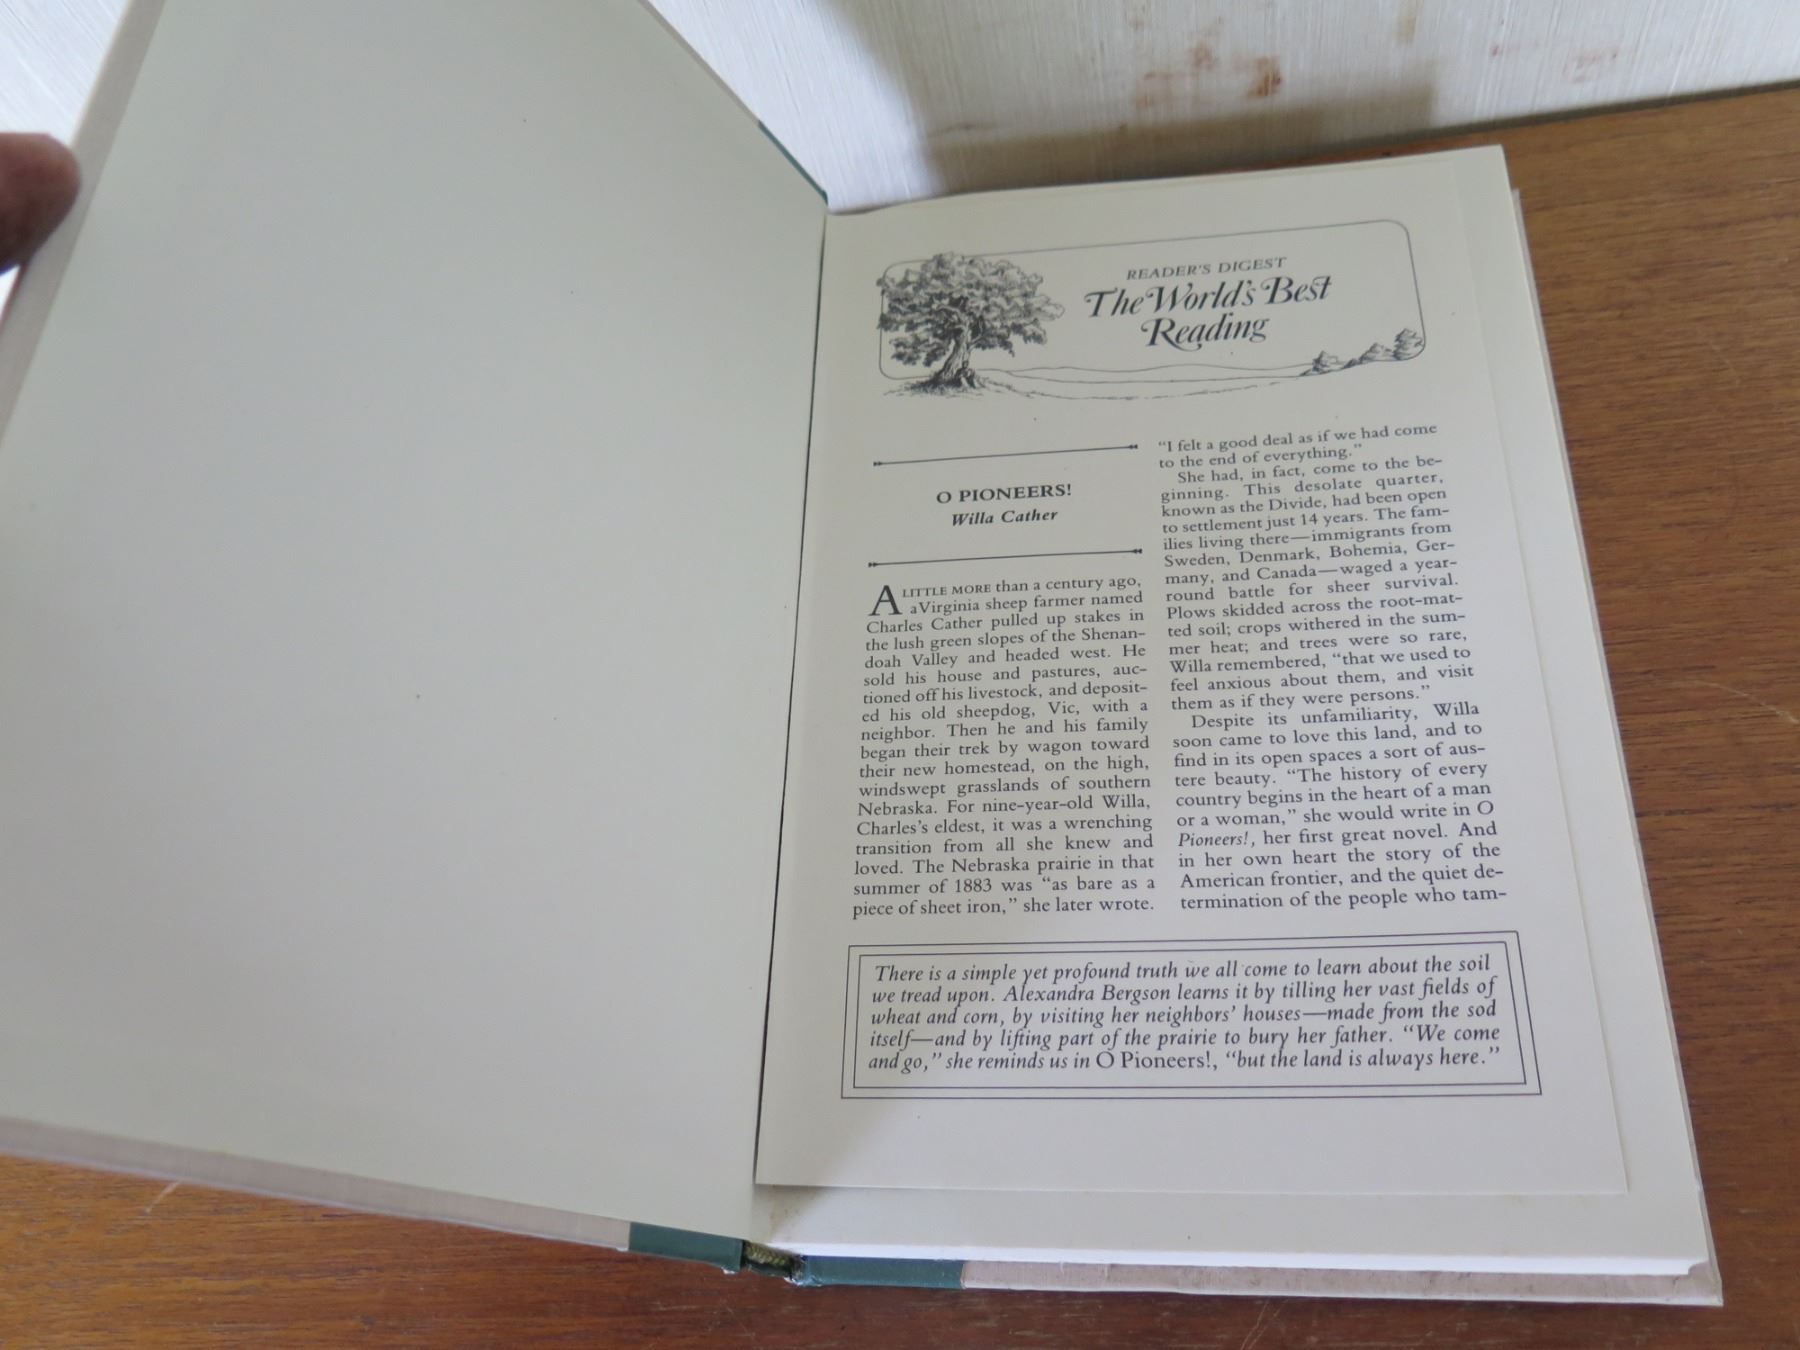 READER'S DIGEST
The World's Best
Reading
O PIONEERS!
Willa Cather
A LITTLE MORE than a century ago,
a Virginia sheep farmer named
Charles Cather pulled up stakes in
the lush green slopes of the Shenan-
doah Valley and headed west. He
sold his house and pastures, auc-
tioned off his livestock, and deposit-
ed his old sheepdog, Vic, with a
neighbor. Then he and his family
began their trek by wagon toward
their new homestead, on the high,
windswept grasslands of southern
Nebraska. For nine-year-old Willa,
Charles's eldest, it was a wrenching
transition from all she knew and
loved. The Nebraska prairie in that
summer of 1883 was “as bare as a
piece of sheet iron,” she later wrote.
“I felt a good deal as if we had come
to the end of everything.”
She had, in fact, come to the be-
ginning. This desolate quarter,
known as the Divide, had been open
to settlement just 14 years. The fam-
ilies living there—immigrants from
Sweden, Denmark, Bohemia, Ger-
many, and Canada—waged a year-
round battle for sheer survival.
Plows skidded across the root-mat-
ted soil; crops withered in the sum-
mer heat; and trees were so rare,
Willa remembered, “that we used to
feel anxious about them, and visit
them as if they were persons.”
Despite its unfamiliarity, Willa
soon came to love this land, and to
find in its open spaces a sort of aus-
tere beauty. “The history of every
country begins in the heart of a man
or a woman,” she would write in O
Pioneers!, her first great novel. And
in her own heart the story of the
American frontier, and the quiet de-
termination of the people who tam-
There is a simple yet profound truth we all come to learn about the soil
we tread upon. Alexandra Bergson learns it by tilling her vast fields of
wheat and corn, by visiting her neighbors' houses—made from the sod
itself—and by lifting part of the prairie to bury her father. “We come
and go,” she reminds us in O Pioneers!, “but the land is always here.”